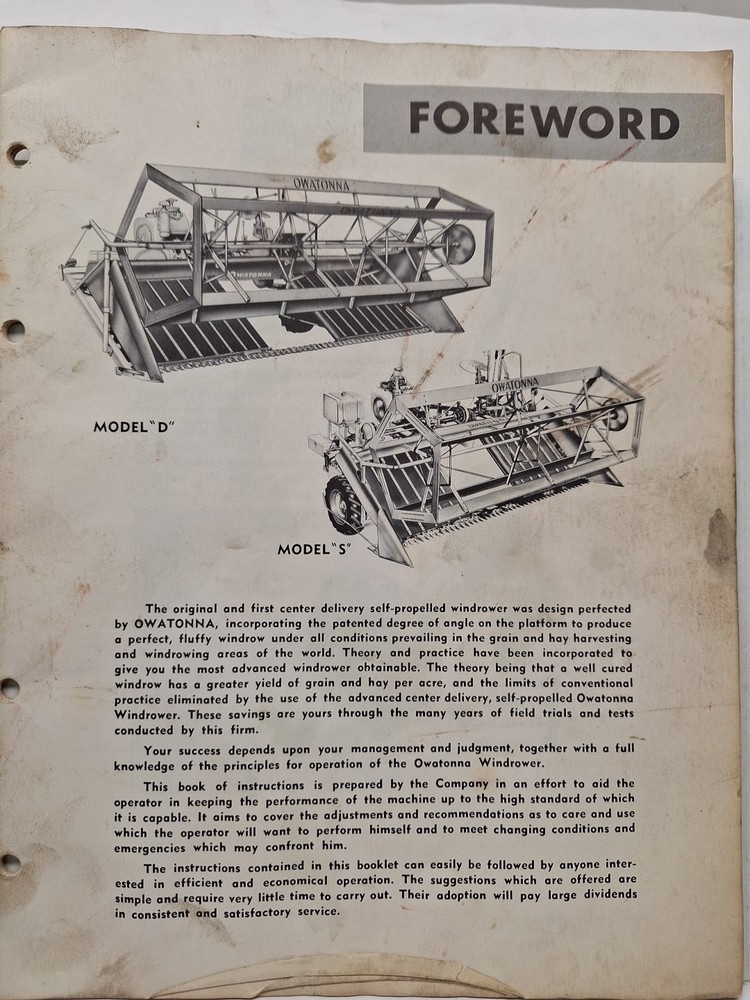 FOREWORD
OWATONNA
OWATONNA
OWATONNA
MODEL "D"
OWATONNA
OWATONNA
MODEL "S"
The original and first center delivery self-propelled windrower was design perfected
by OWATONNA, incorporating the patented degree of angle on the platform to produce
a perfect, fluffy windrow under all conditions prevailing in the grain and hay harvesting
and windrowing areas of the world. Theory and practice have been incorporated to
give you the most advanced windrower obtainable. The theory being that a well cured
windrow has a greater yield of grain and hay per acre, and the limits of conventional
practice eliminated by the use of the advanced center delivery, self-propelled Owatonna
Windrower. These savings are yours through the many years of field trials and tests
conducted by this firm.
Your success depends upon your management and judgment, together with a full
knowledge of the principles for operation of the Owatonna Windrower.
This book of instructions is prepared by the Company in an effort to aid the
operator in keeping the performance of the machine up to the high standard of which
it is capable. It aims to cover the adjustments and recommendations as to care and use
which the operator will want to perform himself and to meet changing conditions and
emergencies which may confront him.
The instructions contained in this booklet can easily be followed by anyone inter-
ested in efficient and economical operation. The suggestions which are offered are
simple and require very little time to carry out. Their adoption will pay large dividends
in consistent and satisfactory service.